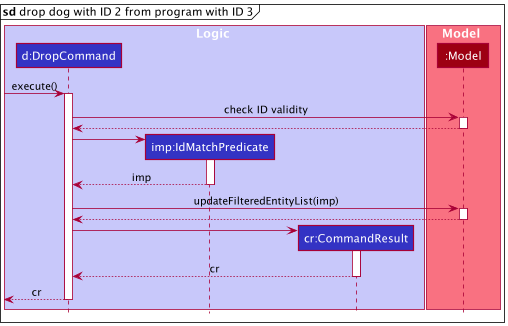 sd drop dog with ID 2 from program with ID 3
Logic
Model
d:DropCommand
:Model
execute()
check ID validity
imp:IdMatchPredicate
imp
updateFilteredEntityList(imp)
cr:CommandResult
cr
cr